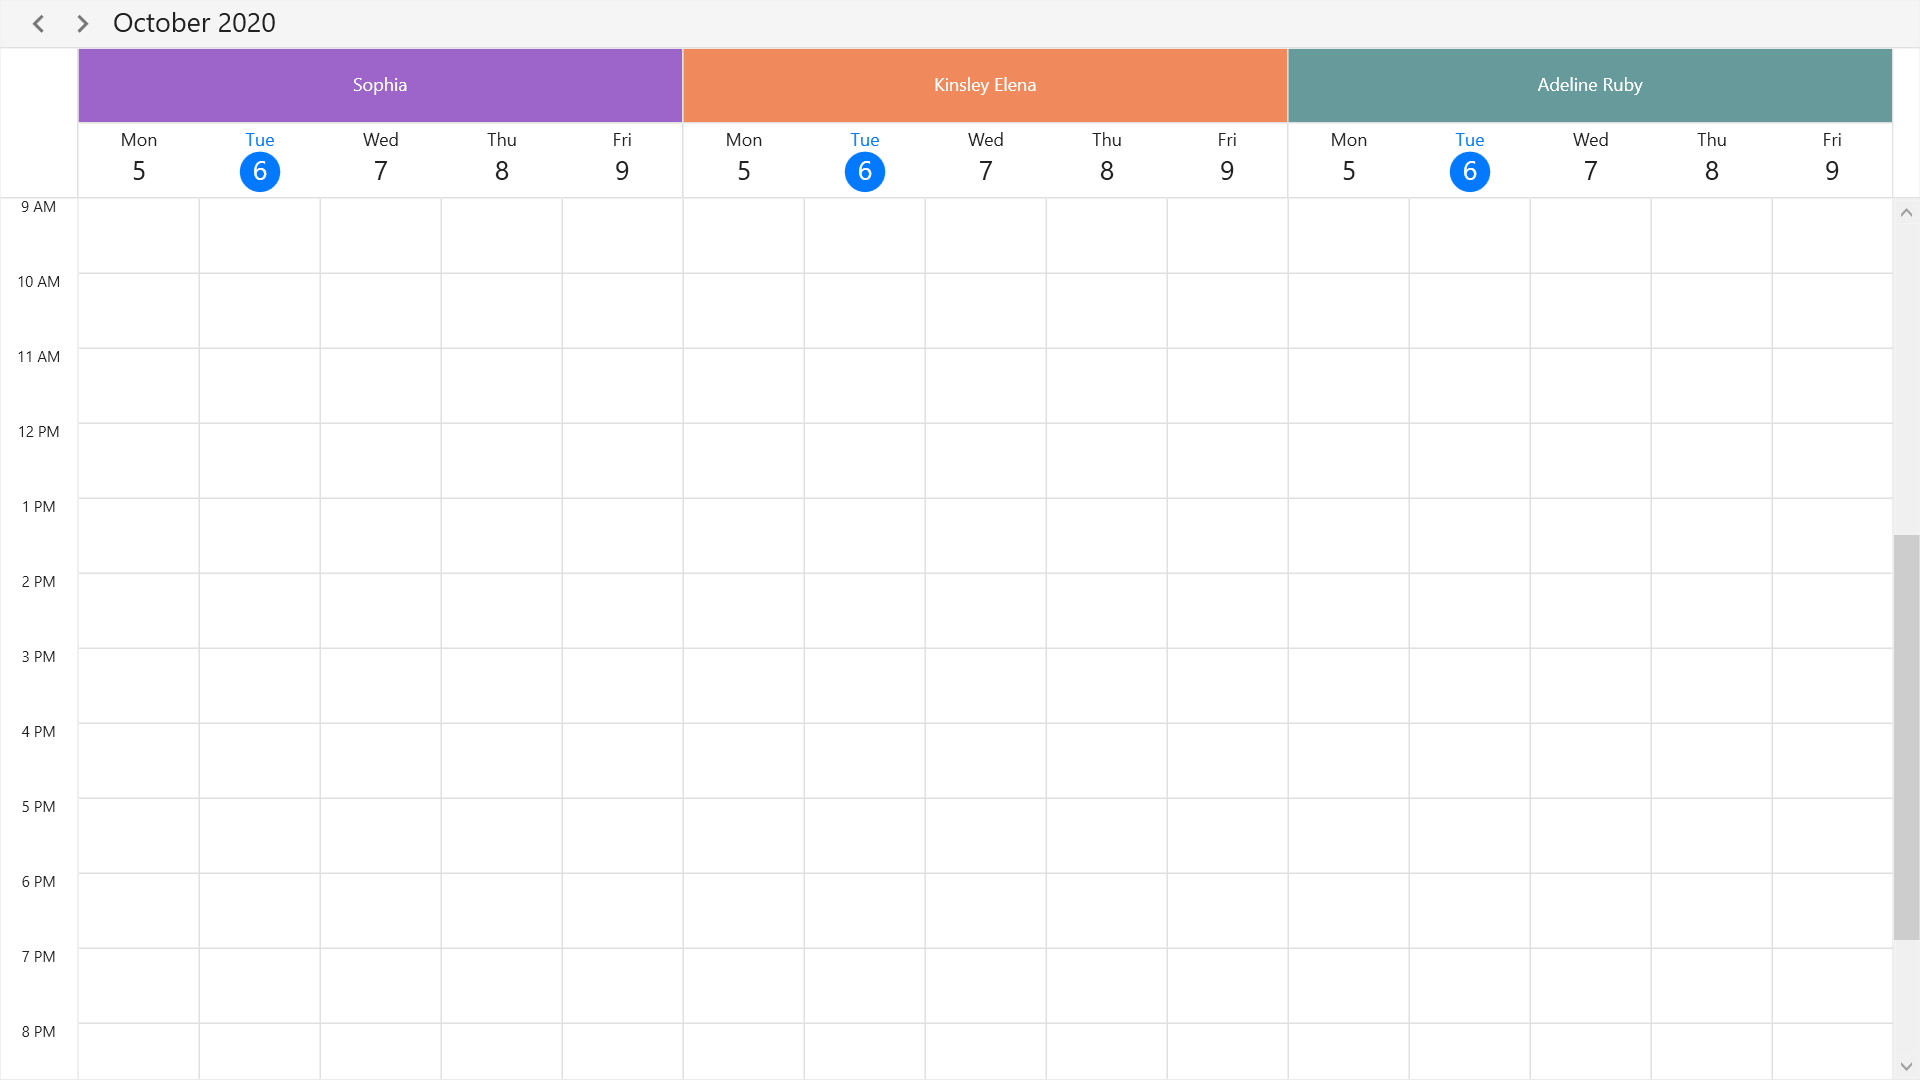 October 2020
Sophia Kinsley Elena Adeline Ruby
Mon Tue Wed Thu Fri Mon Tue Wed Thu Fri Mon Tue Wed Thu Fri
5 6 7 8 9 5 6 7 8 9 5 6 7 8 9
9 AM
10 AM
11 AM
12 PM
1 PM
2 PM
3 PM
4 PM
5 PM
6 PM
7 PM
8 PM